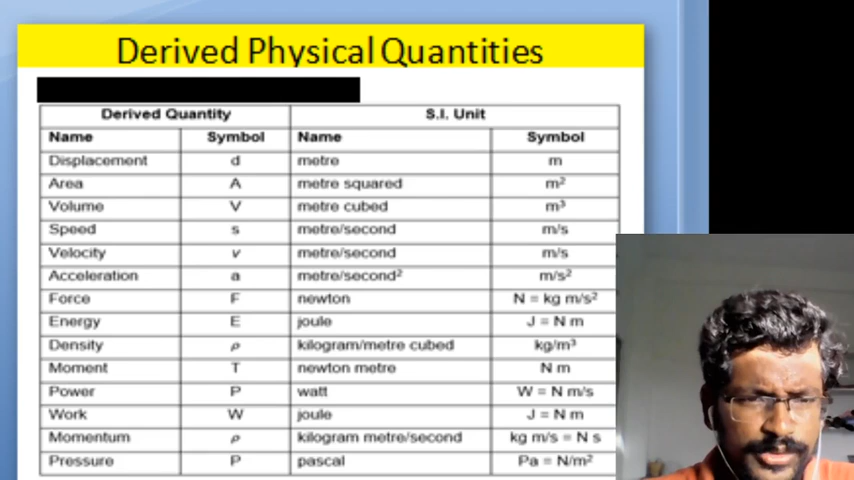 Derived Physical Quantities
Derived Quantity S.I. Unit
Name Symbol Name Symbol
Displacement d metre m
Area A metre squared m²
Volume V metre cubed m³
Speed s metre/second m/s
Velocity v metre/second m/s
Acceleration a metre/second² m/s²
Force F newton N = kg m/s²
Energy E joule J = N m
Density ρ kilogram/metre cubed kg/m³
Moment T newton metre N m
Power P watt W = N m/s
Work W joule J = N m
Momentum ρ kilogram metre/second kg m/s = N s
Pressure P pascal Pa = N/m²